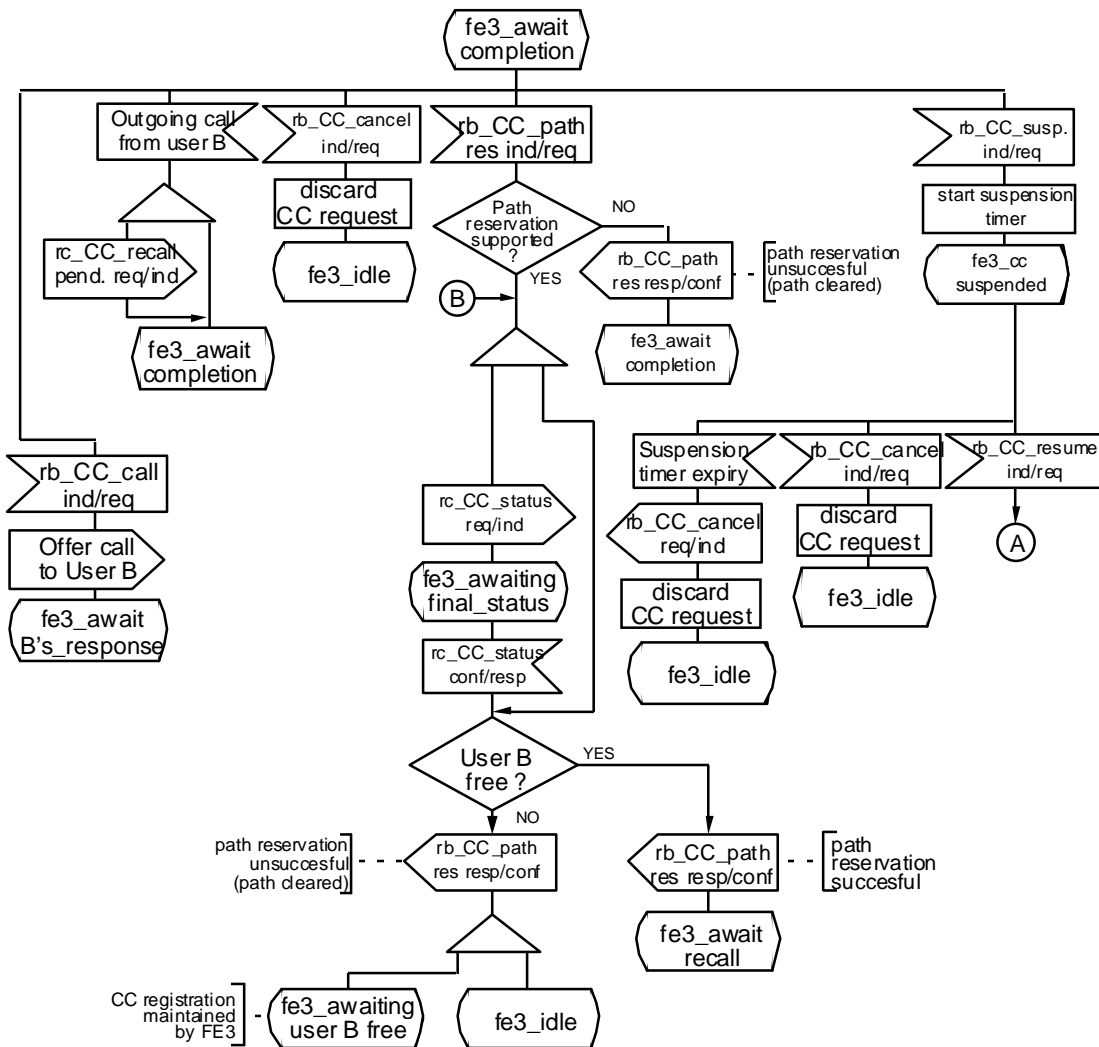 fe3_await
completion
Outgoing call
from user B
rb_CC_cancel
ind/req
rb_CC_path
res ind/req
rb_CC_susp.
ind/req
discard
CC request
start suspension
timer
Path
reservation
supported
?
NO
YES
rc_CC_recall
pend. req/ind
fe3_idle
rb_CC_path
res resp/conf
path reservation
unsuccesful
(path cleared)
fe3_cc
suspended
B
fe3_await
completion
fe3_await
completion
rb_CC_call
ind/req
Suspension
timer expiry
rb_CC_cancel
ind/req
rb_CC_resume
ind/req
rc_CC_status
req/ind
rb_CC_cancel
req/ind
discard
CC request
A
Offer call
to User B
fe3_awaiting
final_status
discard
CC request
fe3_idle
fe3_await
B's_response
rc_CC_status
conf/resp
fe3_idle
User B
free ?
YES
NO
path reservation
unsuccesful
(path cleared)
rb_CC_path
res resp/conf
rb_CC_path
res resp/conf
path
reservation
succesful
fe3_await
recall
CC registration
maintained
by FE3
fe3_awaiting
user B free
fe3_idle